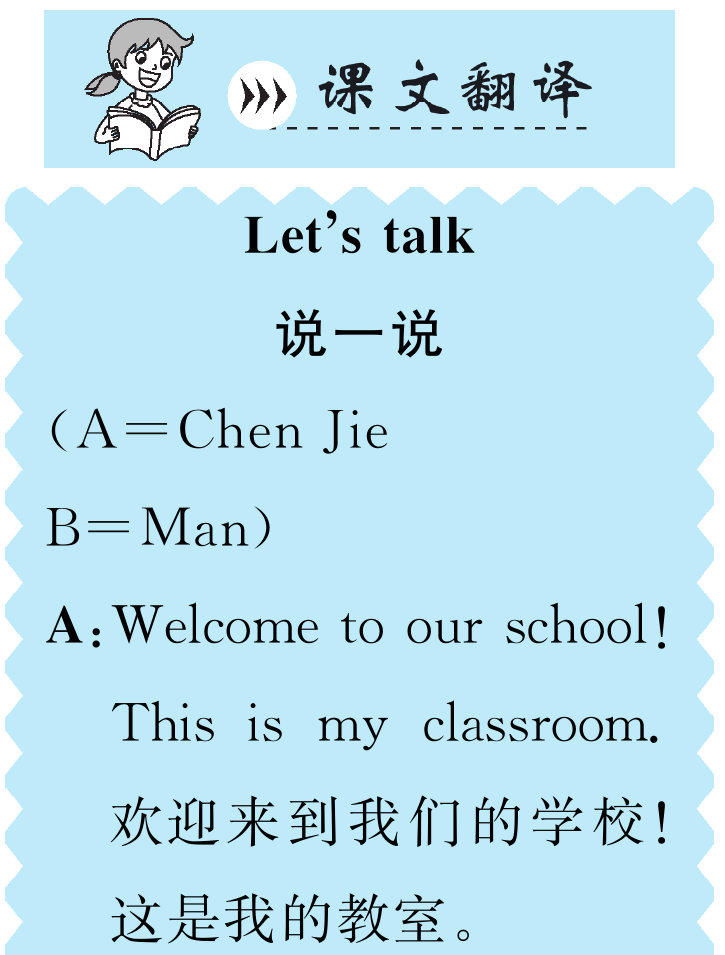 课文翻译
Let's talk
说一说
(A=Chen Jie
B=Man)
A:Welcome to our school!
This is my classroom.
欢迎来到我们的学校!
这是我的教室。